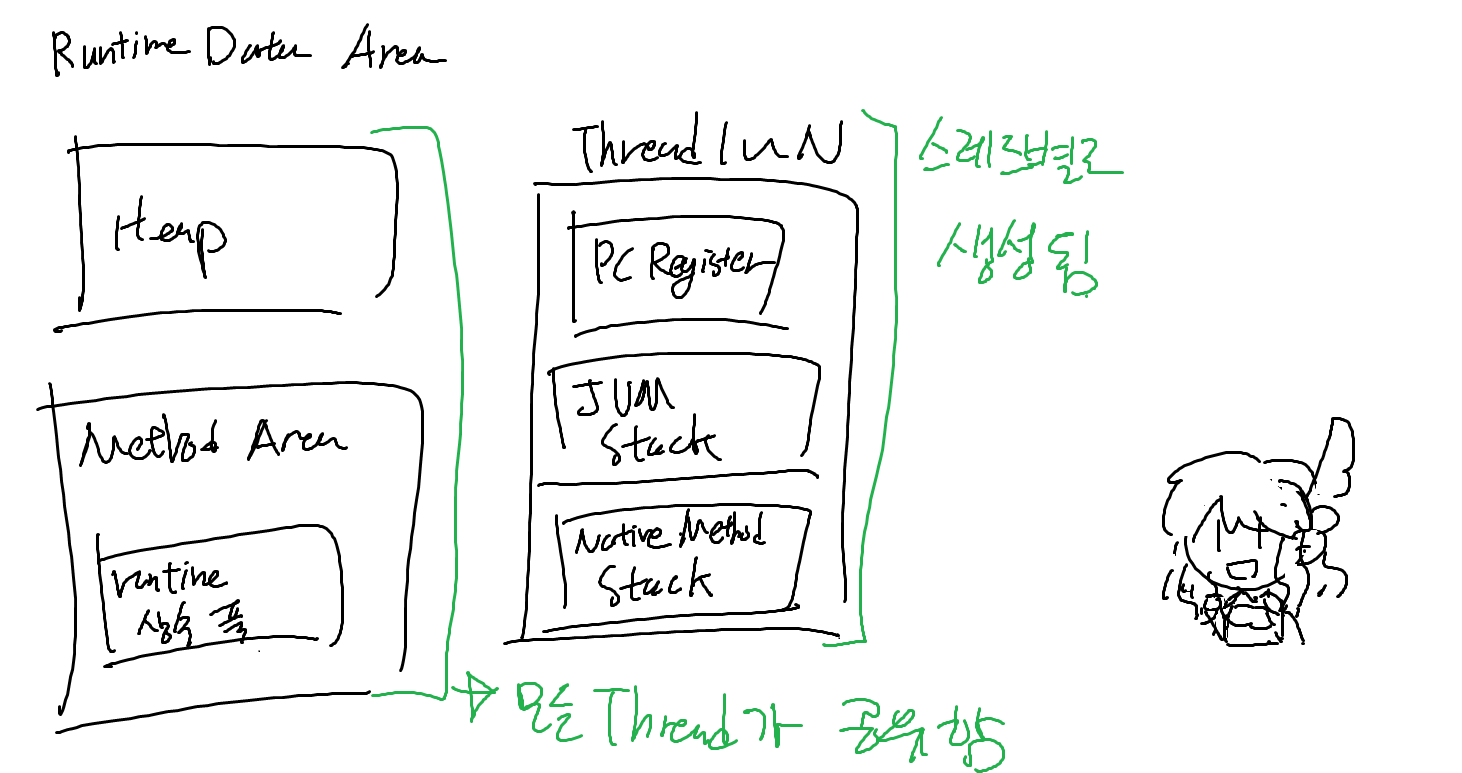 Runtime Data Area
Heap
Method Area
runtime
상수 풀
Thread 1 ~ N
PC Register
JVM
Stack
Native Method
Stack
스레드별로
생성됨
모든 Thread가 공유함